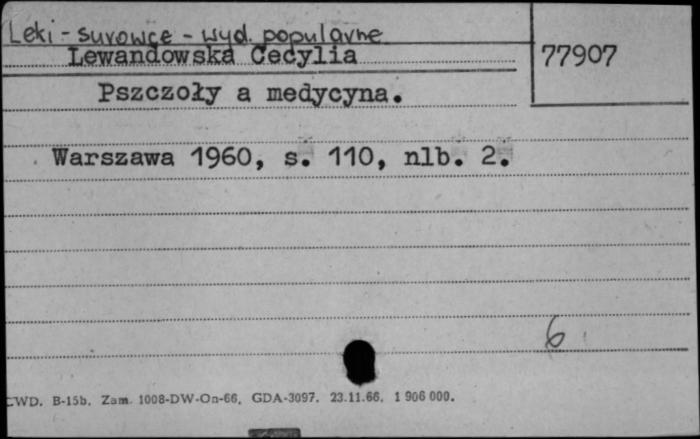 Leki - surowce - wyd. popularne
Lewandowska Cecylia
77907
Pszczoły a medycyna.
Warszawa 1960, s. 110, nlb. 2.
6
CWD. B-15b. Zam. 1008-DW-On-66. GDA-3097. 23.11.66. 1 906 000.